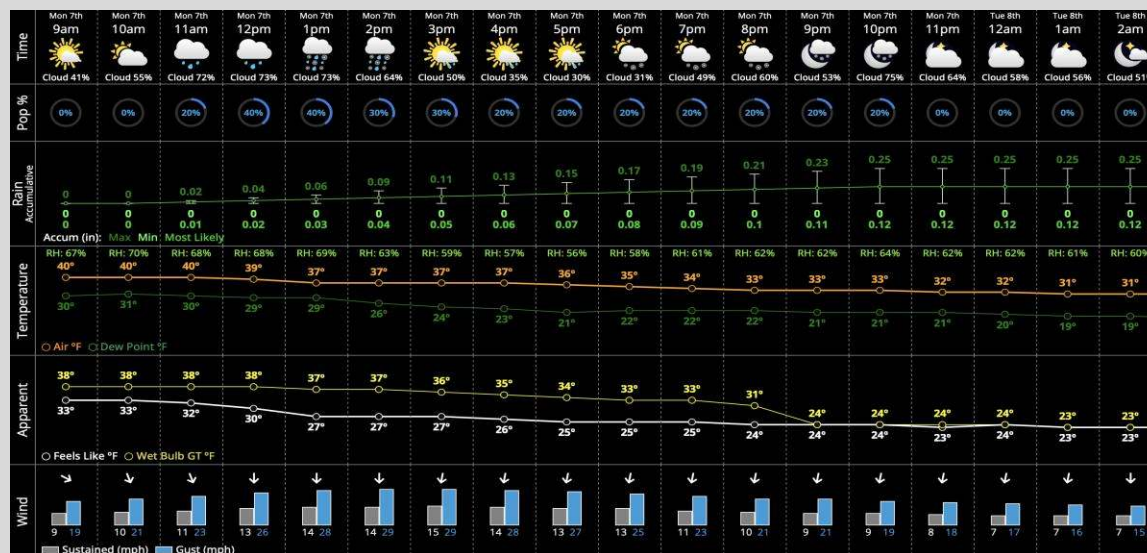 Mon 7th Mon 7th Mon 7th Mon 7th Mon 7th Mon 7th Mon 7th Mon 7th Mon 7th Mon 7th Mon 7th Mon 7th Mon 7th Mon 7th Mon 7th Tue 8th Tue 8th Tue 8th
Time
9am 10am 11am 12pm 1pm 2pm 3pm 4pm 5pm 6pm 7pm 8pm 9pm 10pm 11pm 12am 1am 2am
Cloud 41% Cloud 55% Cloud 72% Cloud 73% Cloud 73% Cloud 64% Cloud 50% Cloud 35% Cloud 30% Cloud 31% Cloud 49% Cloud 60% Cloud 53% Cloud 75% Cloud 64% Cloud 58% Cloud 56% Cloud 51%
Pop %
0% 0% 20% 40% 40% 30% 30% 20% 20% 20% 20% 20% 20% 20% 0% 0% 0% 0%
Rain
Accumulative
0 0 0.02 0.04 0.06 0.09 0.11 0.13 0.15 0.17 0.19 0.21 0.23 0.25 0.25 0.25 0.25 0.25
0 0 0 0 0 0 0 0 0 0 0 0 0 0 0 0 0 0
0 0 0.01 0.02 0.03 0.04 0.05 0.06 0.07 0.08 0.09 0.1 0.11 0.12 0.12 0.12 0.12 0.12
Accum (in): Max Min Most Likely
Temperature
RH: 67% RH: 70% RH: 68% RH: 68% RH: 69% RH: 63% RH: 59% RH: 57% RH: 56% RH: 58% RH: 61% RH: 62% RH: 62% RH: 64% RH: 62% RH: 62% RH: 61% RH: 60%
40° 40° 40° 39° 37° 37° 37° 37° 36° 35° 34° 33° 33° 33° 32° 32° 31° 31°
30° 31° 30° 29° 29° 26° 24° 23° 21° 22° 22° 22° 21° 21° 21° 20° 19° 19°
Air °F Dew Point °F
Apparent
38° 38° 38° 38° 37° 37° 36° 35° 34° 33° 33° 31° 24° 24° 24° 24° 23° 23°
33° 33° 32° 30° 27° 27° 27° 26° 25° 25° 25° 24° 24° 24° 23° 24° 23° 23°
Feels Like °F Wet Bulb GT °F
Wind
9 19 10 21 11 23 13 26 14 28 14 29 15 29 14 28 13 27 13 25 11 23 10 21 9 21 9 19 8 18 7 17 7 16 7 15
Sustained (mph) Gust (mph)